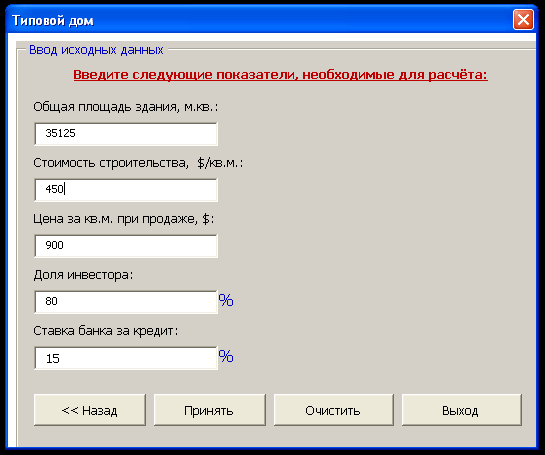 Типовой дом
Ввод исходных данных
Введите следующие показатели, необходимые для расчёта:
Общая площадь здания, м.кв.:
35125
Стоимость строительства, $/кв.м.:
450
Цена за кв.м. при продаже, $:
900
Доля инвестора:
80 %
Ставка банка за кредит:
15 %
<< Назад Принять Очистить Выход